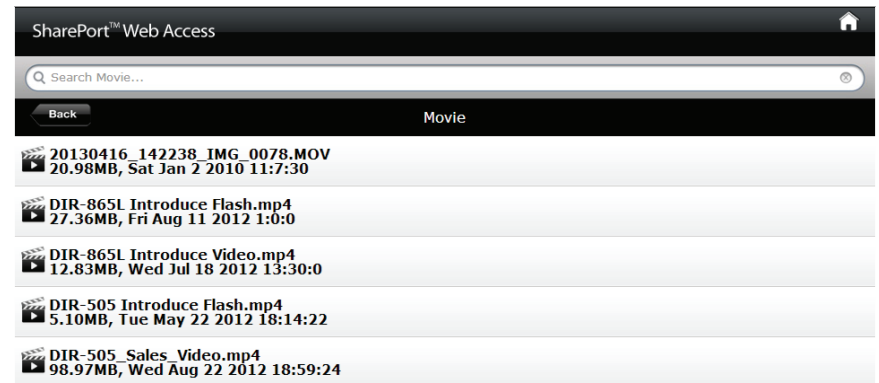 SharePort™ Web Access
Search Movie...
Back
Movie
20130416_142238_IMG_0078.MOV
20.98MB, Sat Jan 2 2010 11:7:30
DIR-865L Introduce Flash.mp4
27.36MB, Fri Aug 11 2012 1:0:0
DIR-865L Introduce Video.mp4
12.83MB, Wed Jul 18 2012 13:30:0
DIR-505 Introduce Flash.mp4
5.10MB, Tue May 22 2012 18:14:22
DIR-505_Sales_Video.mp4
98.97MB, Wed Aug 22 2012 18:59:24